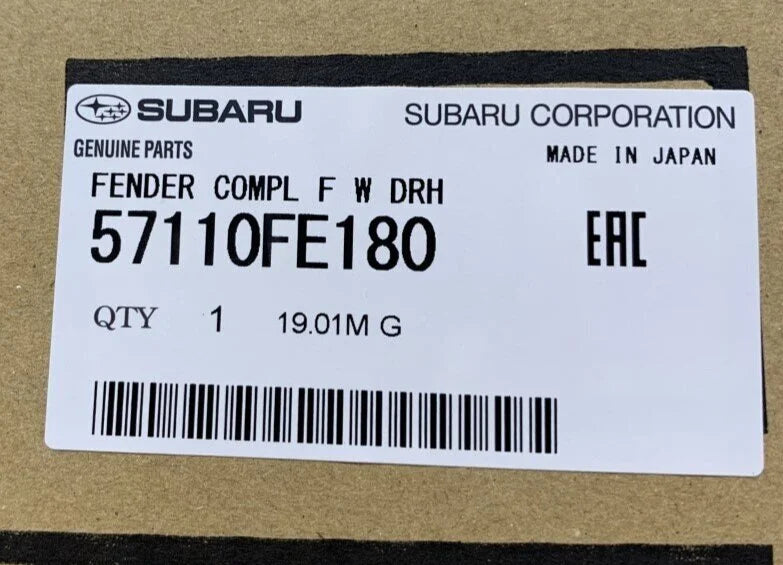 SUBARU SUBARU CORPORATION
GENUINE PARTS MADE IN JAPAN
FENDER COMPL F W DRH
57110FE180 EAC
QTY 1 19.01M G